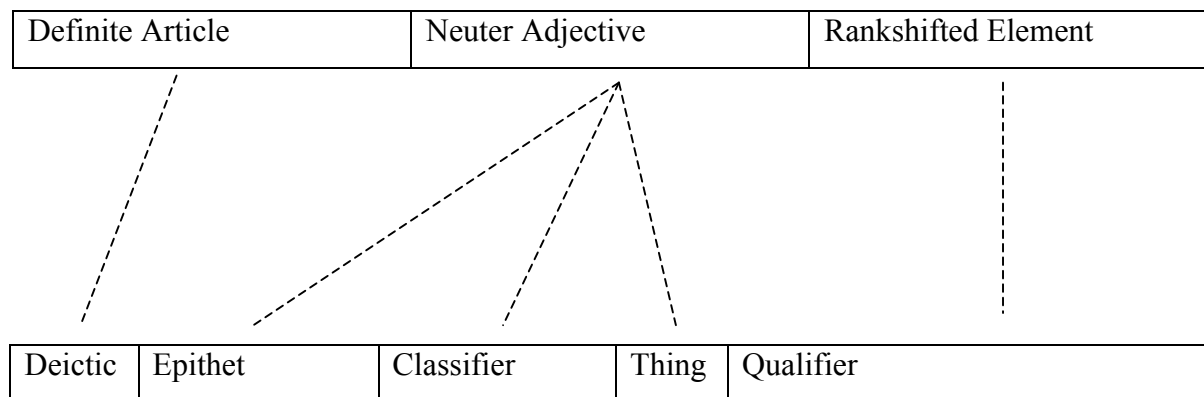 Definite Article Neuter Adjective Rankshifted Element
Deictic Epithet Classifier Thing Qualifier